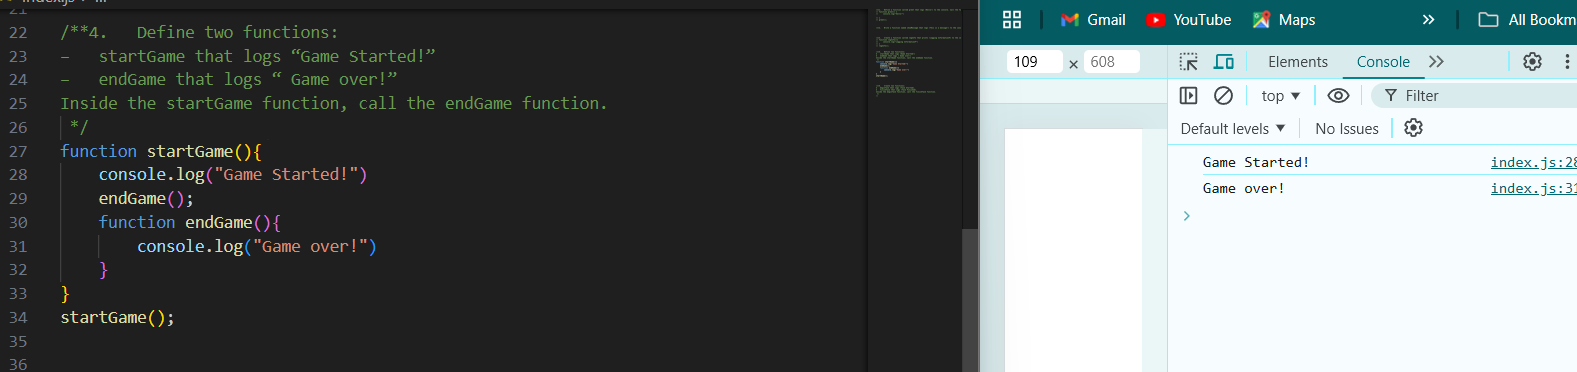 index.js > ...
21
22 /**4. Define two functions:
23 – startGame that logs “Game Started!”
24 – endGame that logs “ Game over!”
25 Inside the startGame function, call the endGame function.
26 */
27 function startGame(){
28 console.log("Game Started!")
29 endGame();
30 function endGame(){
31 console.log("Game over!")
32 }
33 }
34 startGame();
35
36
Gmail YouTube Maps » All Bookm
109 × 608
Elements Console »
top ▼ Filter
Default levels ▼ No Issues
Game Started! index.js:28
Game over! index.js:31
>